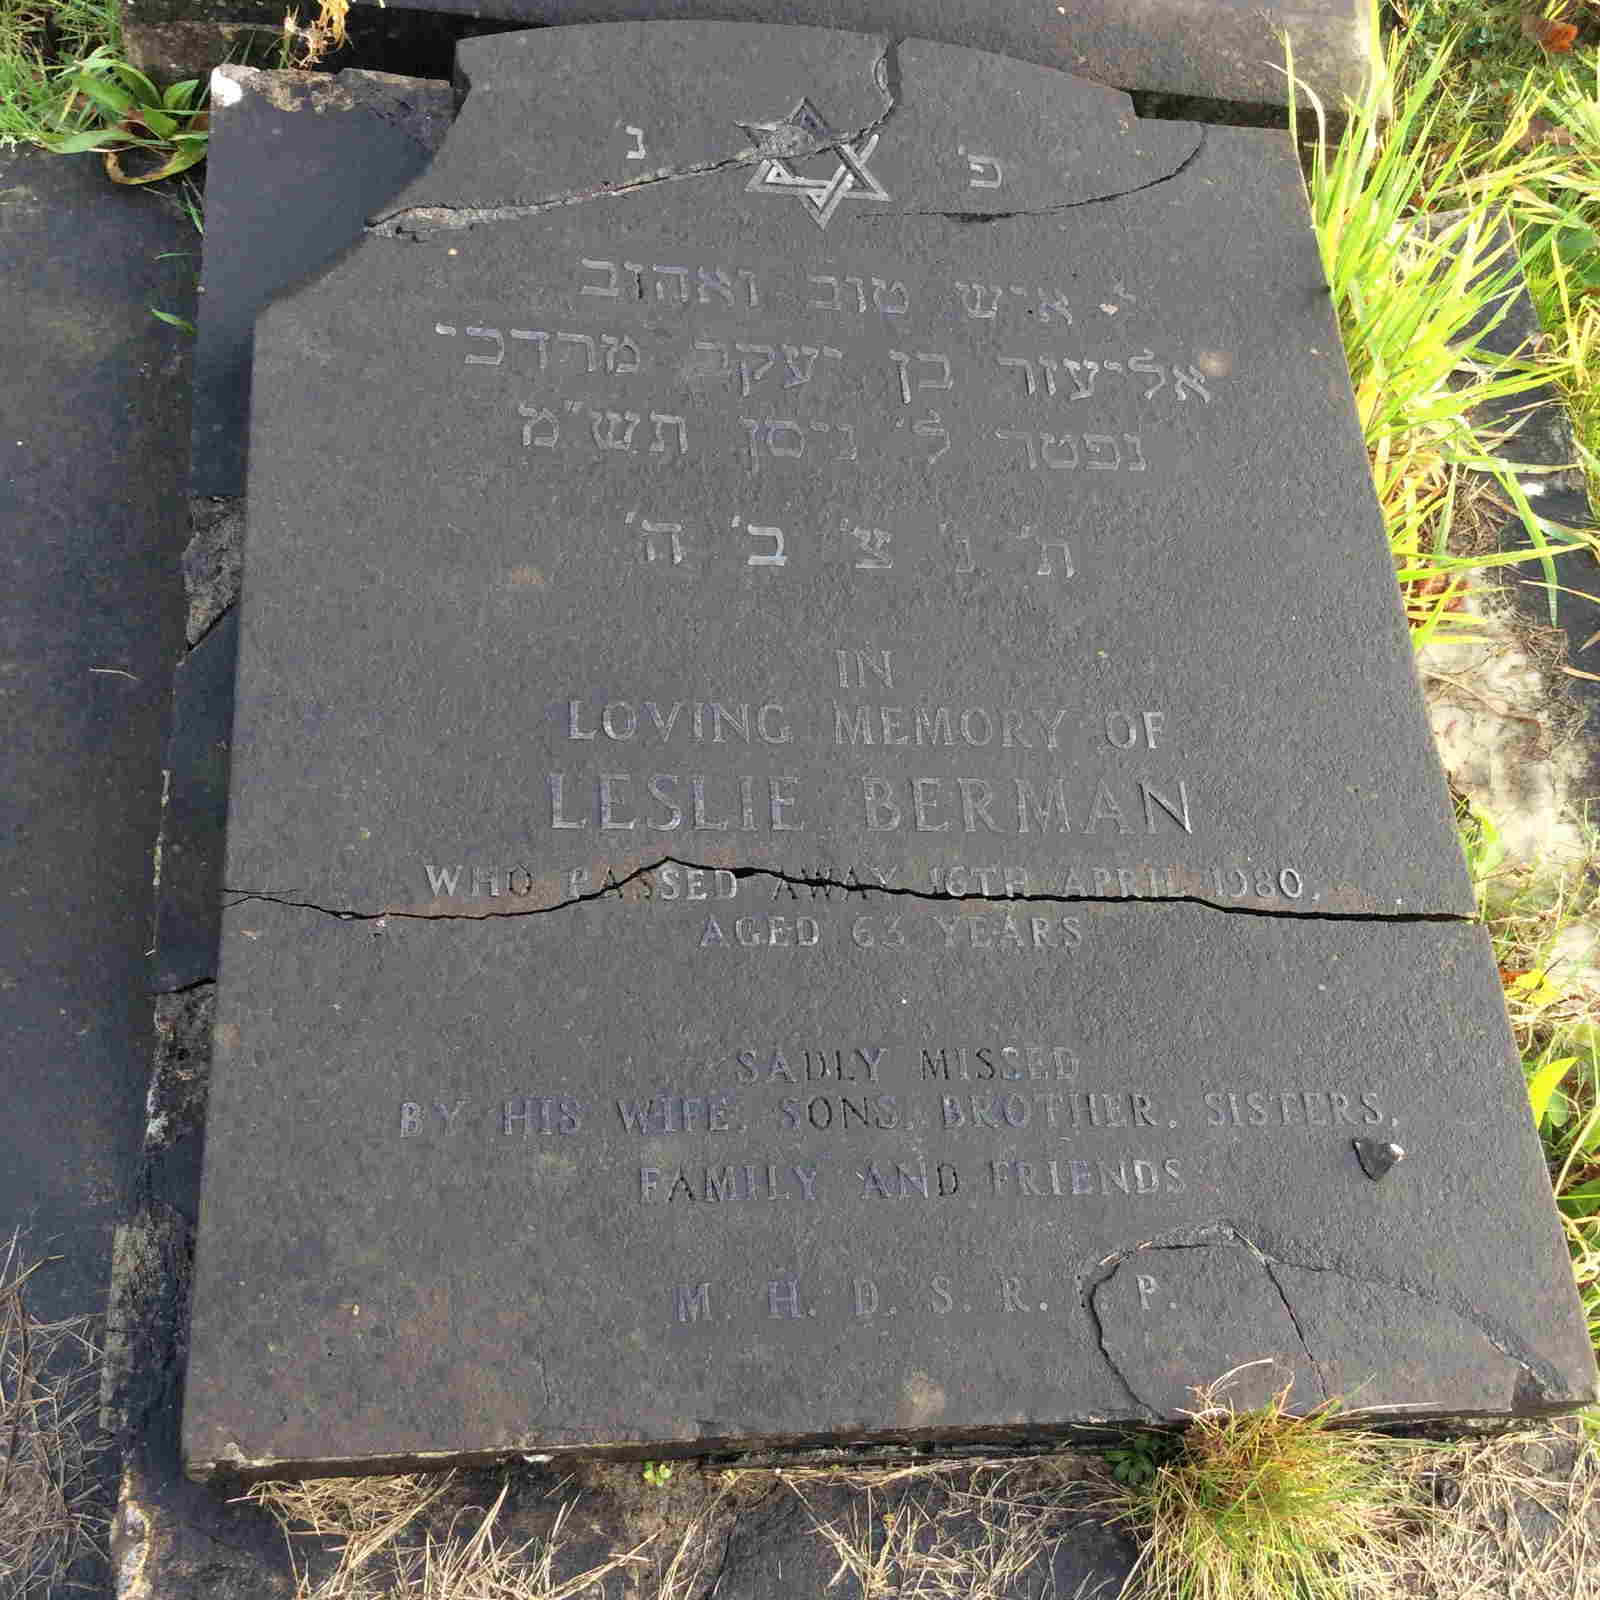 פ' נ'
איש טוב ואהוב
אליעזר בן יעקב מרדכי
נפטר ל' ניסן תש"מ
ת' נ' צ' ב' ה'
IN
LOVING MEMORY OF
LESLIE BERMAN
WHO PASSED AWAY 16TH APRIL 1980,
AGED 63 YEARS
SADLY MISSED
BY HIS WIFE, SONS, BROTHER, SISTERS,
FAMILY AND FRIENDS
M. H. D. S. R. . P.